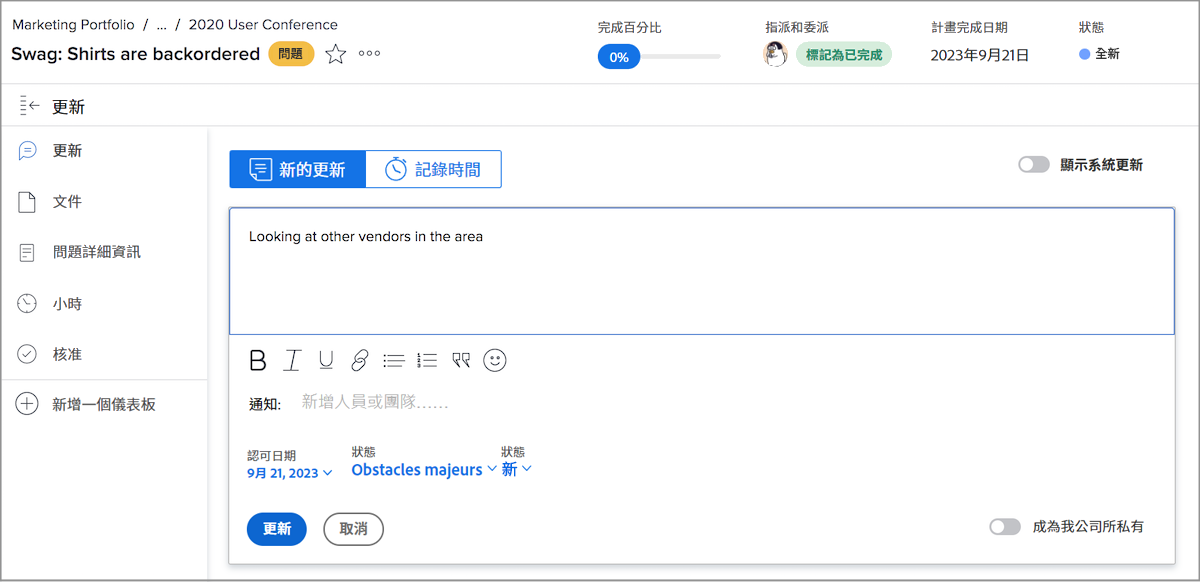 Marketing Portfolio / ... / 2020 User Conference
Swag: Shirts are backordered 問題
完成百分比
0%
指派和委派
標記為已完成
計畫完成日期
2023年9月21日
狀態
全新
更新
更新
文件
問題詳細資訊
小時
核准
新增一個儀表板
新的更新 記錄時間
顯示系統更新
Looking at other vendors in the area
B I U
通知: 新增人員或團隊……
認可日期
9月 21, 2023
狀態
Obstacles majeurs
狀態
新
更新 取消
成為我公司所私有